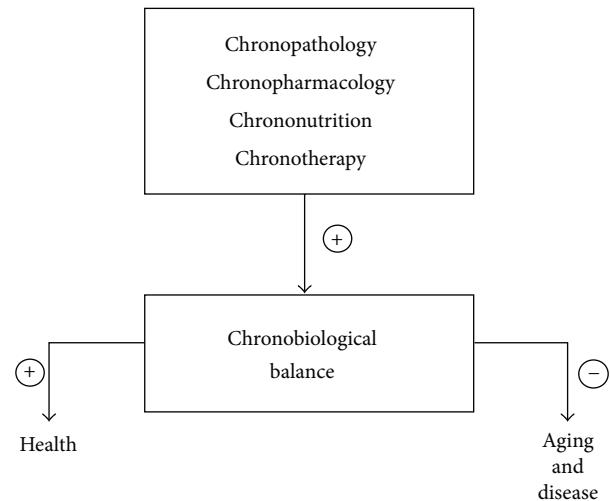 Chronopathology
Chronopharmacology
Chrononutrition
Chronotherapy
+
Chronobiological
balance
+
−
Health
Aging
and
disease